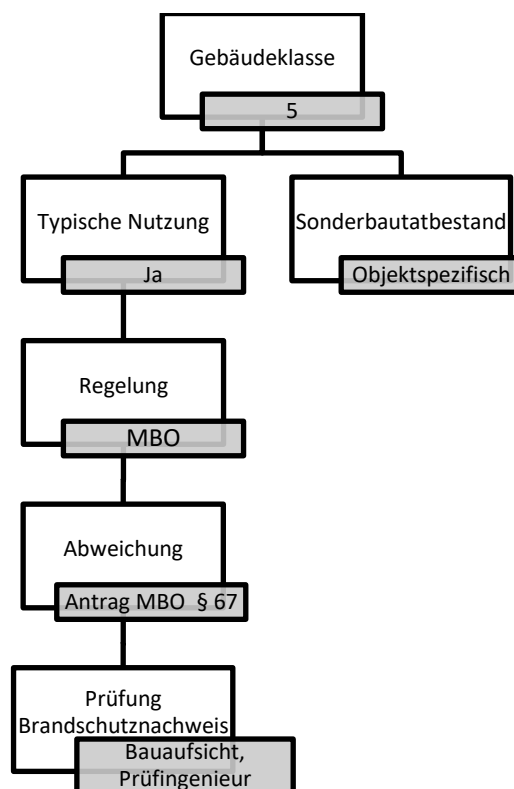 Gebäudeklasse
5
Typische Nutzung
Ja
Sonderbautatbestand
Objektspezifisch
Regelung
MBO
Abweichung
Antrag MBO § 67
Prüfung
Brandschutznachweis
Bauaufsicht,
Prüfingenieur